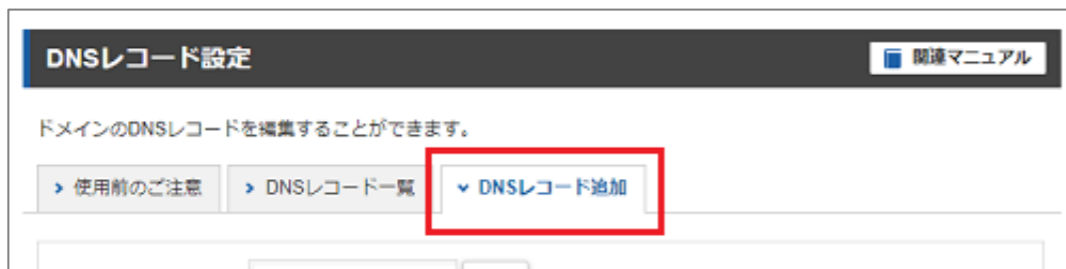 DNSレコード設定
関連マニュアル
ドメインのDNSレコードを編集することができます。
使用前のご注意
DNSレコード一覧
DNSレコード追加